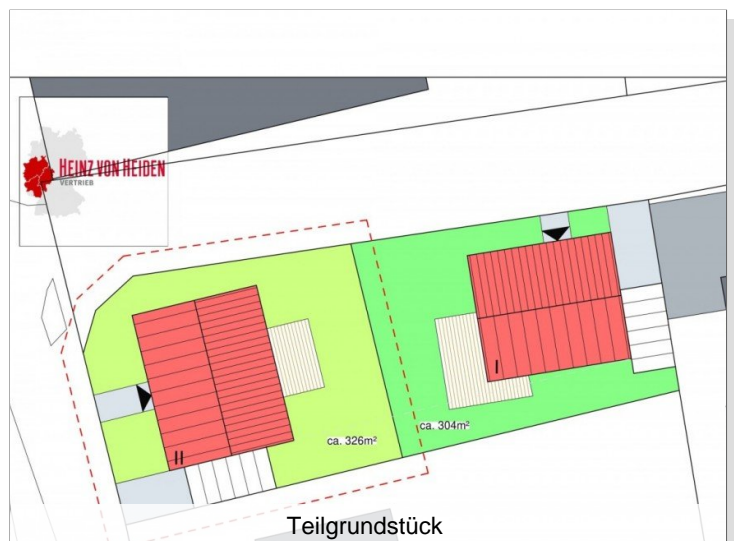 HEINZ VON HEIDEN
VERTRIEB
I
ca. 304m²
ca. 326m²
II
Teilgrundstück